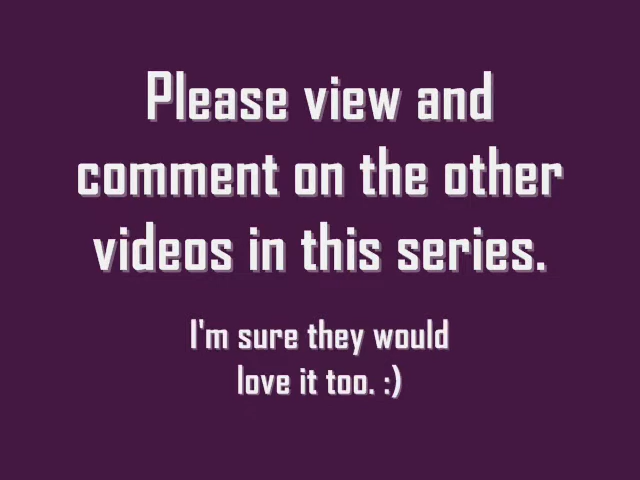 Please view and
comment on the other
videos in this series.
I'm sure they would
love it too. :)